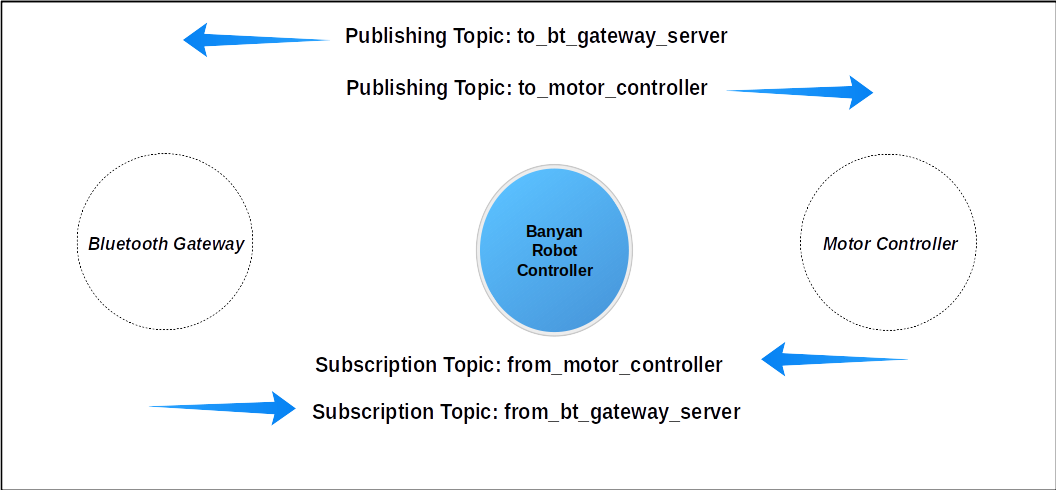 Publishing Topic: to_bt_gateway_server
Publishing Topic: to_motor_controller
Bluetooth Gateway
Banyan
Robot
Controller
Motor Controller
Subscription Topic: from_motor_controller
Subscription Topic: from_bt_gateway_server